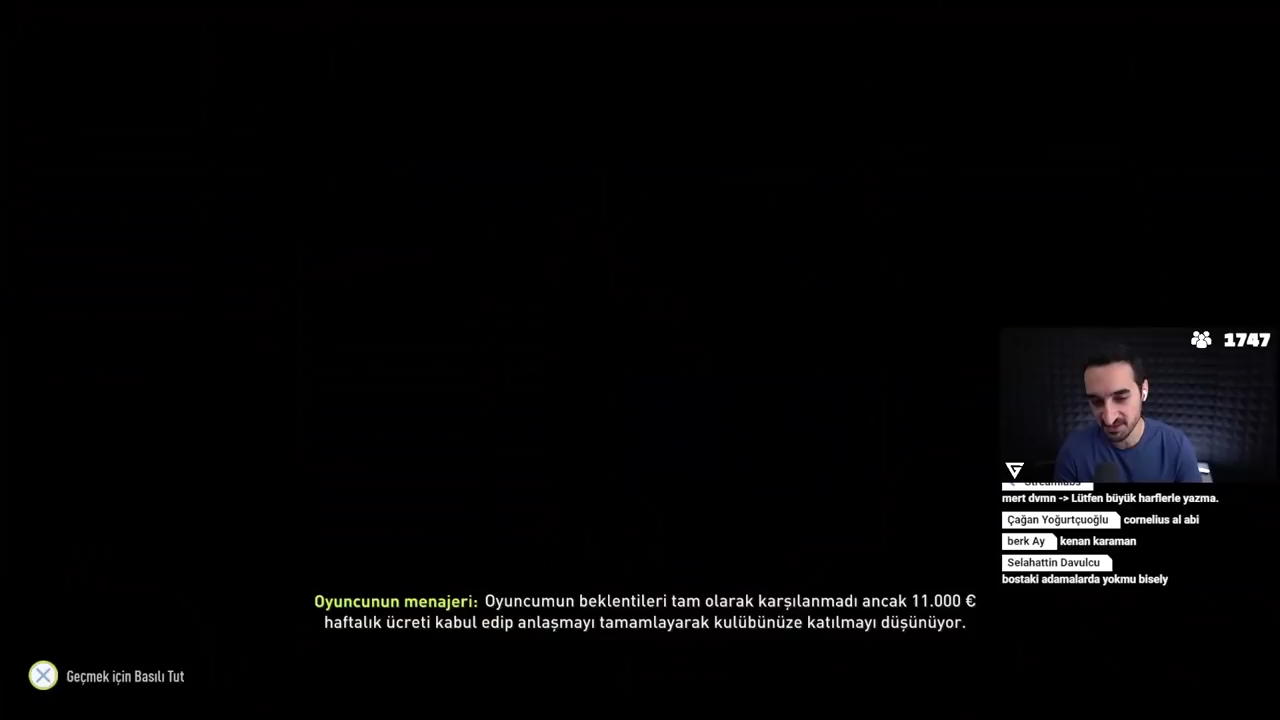 1747
Streamlabs
mert dvmn -> Lütfen büyük harflerle yazma.
Çağan Yoğurtçuoğlu cornelius al abi
berk Ay kenan karaman
Selahattin Davulcu
bostaki adamalarda yokmu bisely
Oyuncunun menajeri: Oyuncumun beklentileri tam olarak karşılanmadı ancak 11.000 €
haftalık ücreti kabul edip anlaşmayı tamamlayarak kulübünüze katılmayı düşünüyor.
Geçmek için Basılı Tut